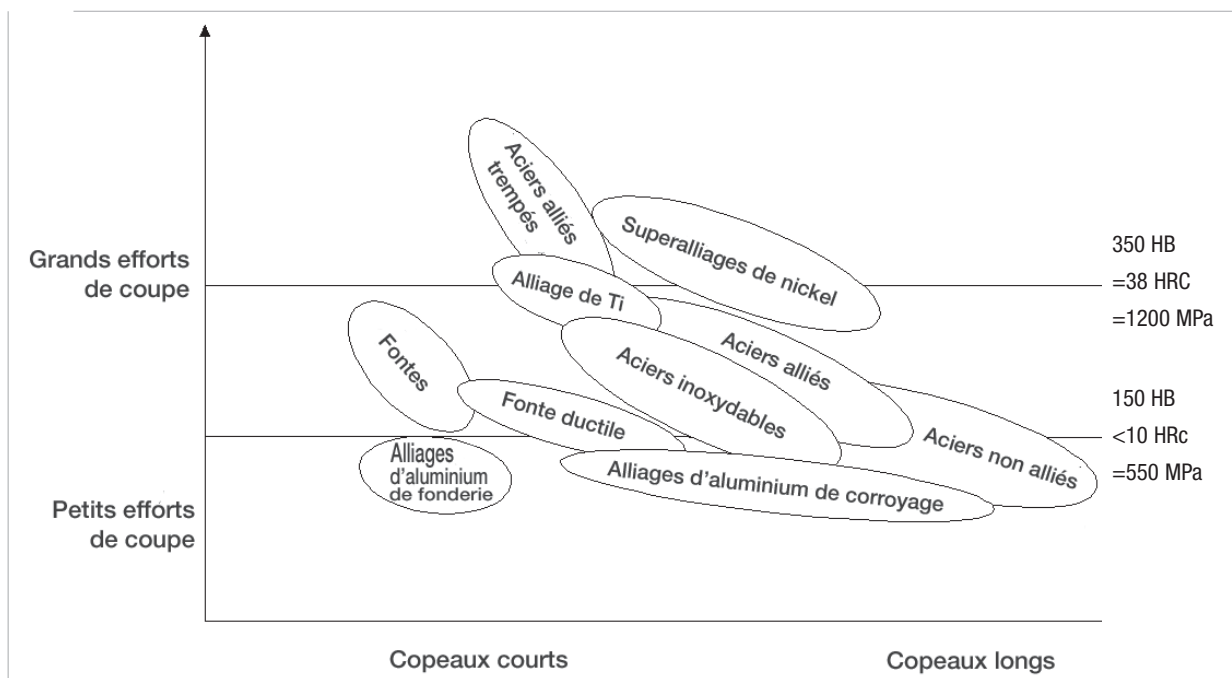 Aciers alliés
trempés
Superalliages de nickel
350 HB
Grands efforts
de coupe
=38 HRC
=1200 MPa
Alliage de Ti
Fontes
Aciers alliés
Aciers inoxydables
150 HB
Fonte ductile
<10 HRc
Aciers non alliés
=550 MPa
Alliages
d'aluminium
de fonderie
Alliages d'aluminium de corroyage
Petits efforts
de coupe
Copeaux courts
Copeaux longs